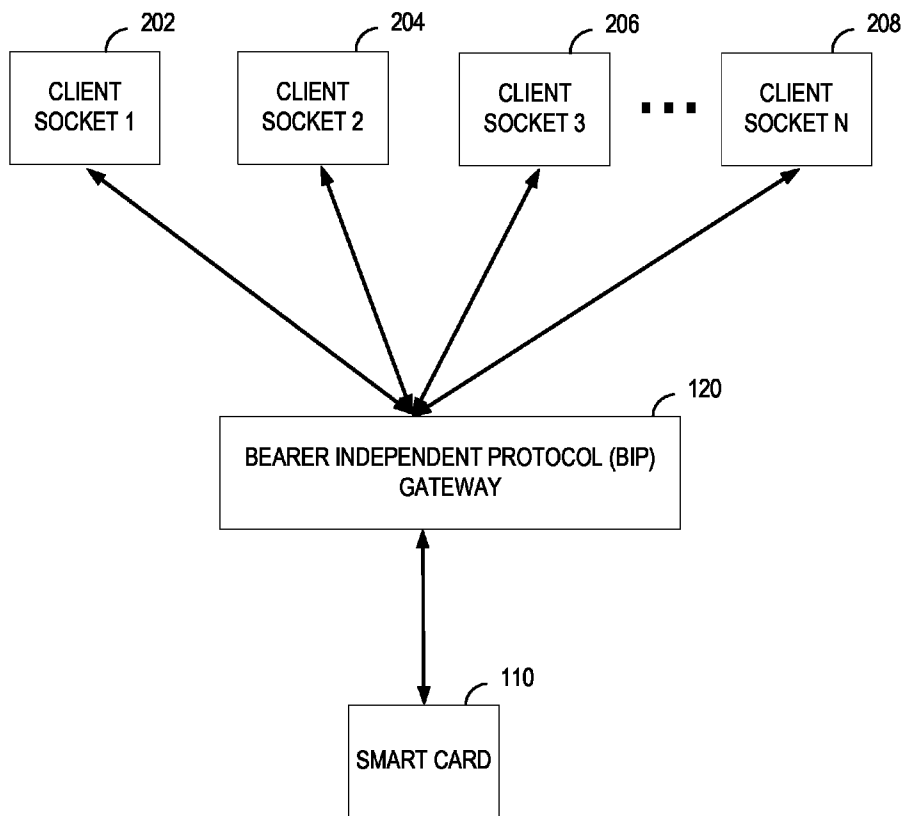 202
204
206
208
CLIENT
SOCKET 1
CLIENT
SOCKET 2
CLIENT
SOCKET 3
...
CLIENT
SOCKET N
120
BEARER INDEPENDENT PROTOCOL (BIP)
GATEWAY
110
SMART CARD